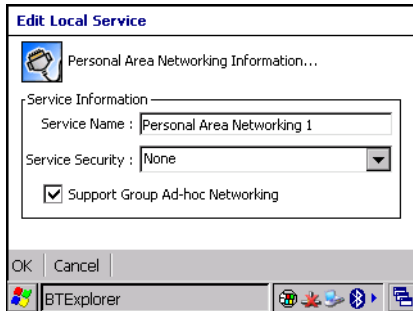 Edit Local Service
Personal Area Networking Information...
Service Information
Service Name : Personal Area Networking 1
Service Security : None
Support Group Ad-hoc Networking
OK Cancel
BTExplorer